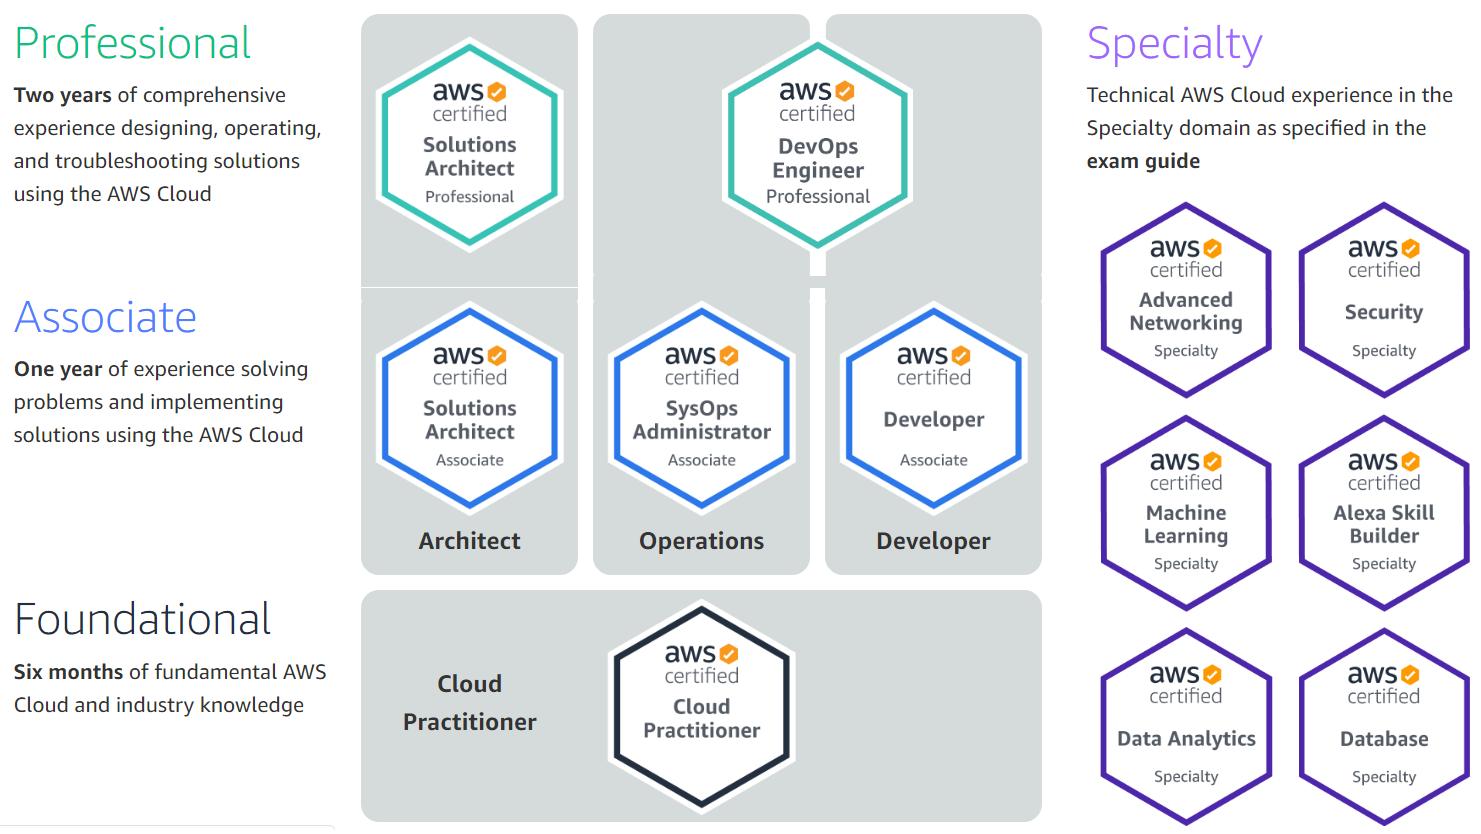 Professional
Two years of comprehensive
experience designing, operating,
and troubleshooting solutions
using the AWS Cloud
aws
certified
Solutions
Architect
Professional
aws
certified
DevOps
Engineer
Professional
Associate
One year of experience solving
problems and implementing
solutions using the AWS Cloud
aws
certified
Solutions
Architect
Associate
Architect
aws
certified
SysOps
Administrator
Associate
Operations
aws
certified
Developer
Associate
Developer
Foundational
Six months of fundamental AWS
Cloud and industry knowledge
Cloud
Practitioner
aws
certified
Cloud
Practitioner
Specialty
Technical AWS Cloud experience in the
Specialty domain as specified in the
exam guide
aws
certified
Advanced
Networking
Specialty
aws
certified
Security
Specialty
aws
certified
Machine
Learning
Specialty
aws
certified
Alexa Skill
Builder
Specialty
aws
certified
Data Analytics
Specialty
aws
certified
Database
Specialty